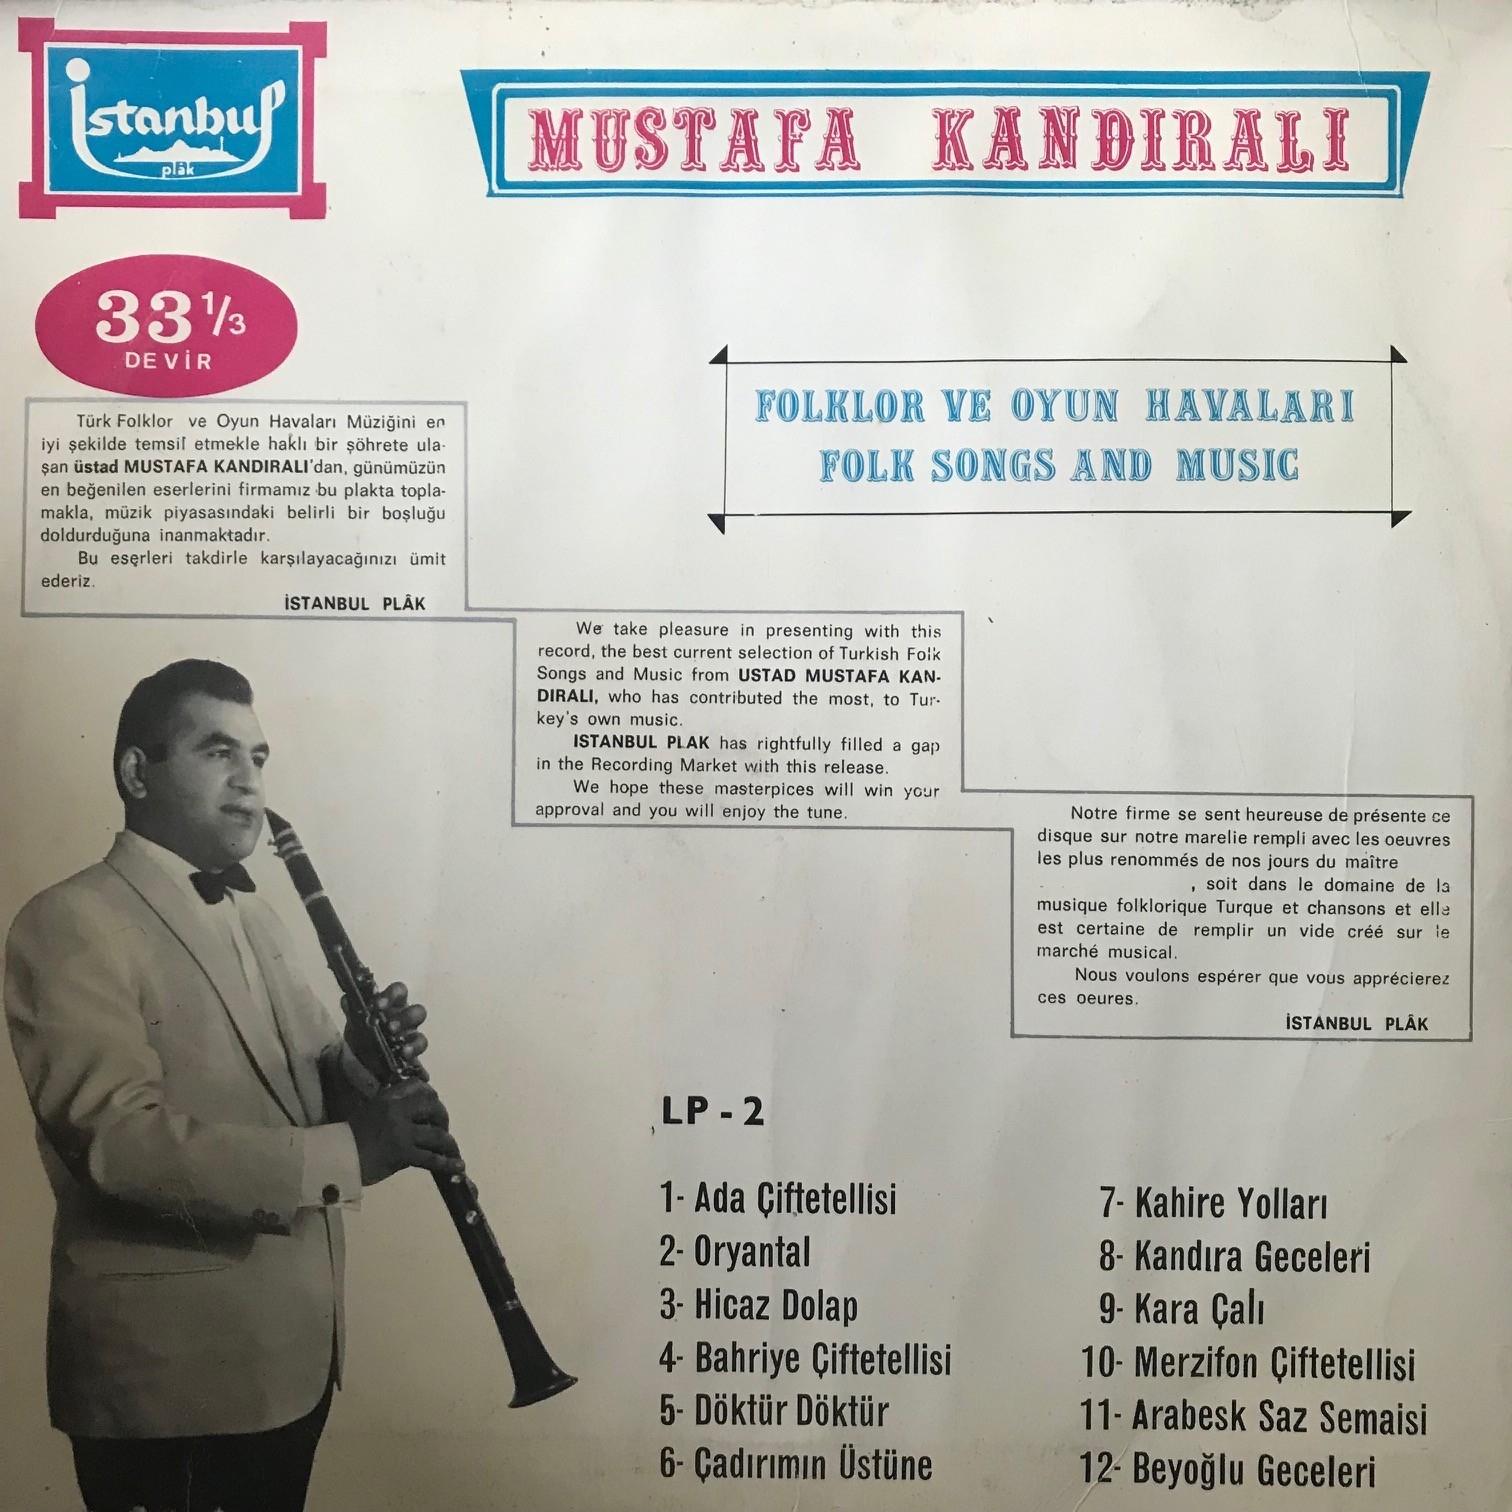 İstanbul
plâk
MUSTAFA KANDIRALI
33 1/3
DEVİR
FOLKLOR VE OYUN HAVALARI
FOLK SONGS AND MUSIC
Türk Folklor ve Oyun Havaları Müziğini en
iyi şekilde temsil etmekle haklı bir şöhrete ula-
şan üstad MUSTAFA KANDIRALI'dan, günümüzün
en beğenilen eserlerini firmamız bu plakta topla-
makla, müzik piyasasındaki belirli bir boşluğu
doldurduğuna inanmaktadır.
Bu eserleri takdirle karşılayacağınızı ümit
ederiz.
İSTANBUL PLÂK
We take pleasure in presenting with this
record, the best current selection of Turkish Folk
Songs and Music from USTAD MUSTAFA KAN-
DIRALI, who has contributed the most, to Tur-
key's own music.
ISTANBUL PLAK has rightfully filled a gap
in the Recording Market with this release.
We hope these masterpices will win your
approval and you will enjoy the tune.
Notre firme se sent heureuse de présente ce
disque sur notre marelie rempli avec les oeuvres
les plus renommés de nos jours du maître
, soit dans le domaine de la
musique folklorique Turque et chansons et elle
est certaine de remplir un vide créé sur le
marché musical.
Nous voulons espérer que vous apprécierez
ces oeures.
İSTANBUL PLÂK
LP - 2
1- Ada Çiftetellisi
2- Oryantal
3- Hicaz Dolap
4- Bahriye Çiftetellisi
5- Döktür Döktür
6- Çadırımın Üstüne
7- Kahire Yolları
8- Kandıra Geceleri
9- Kara Çalı
10- Merzifon Çiftetellisi
11- Arabesk Saz Semaisi
12- Beyoğlu Geceleri